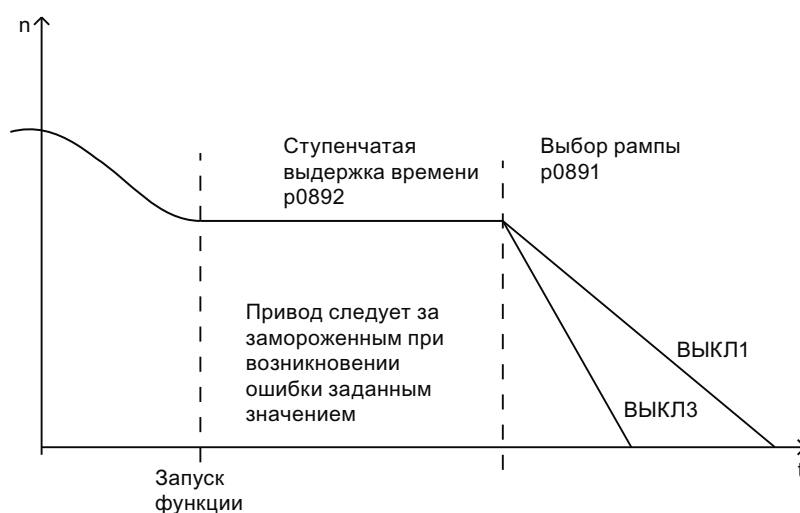 n
Ступенчатая
выдержка времени
p0892
Выбор рампы
p0891
Привод следует за
замороженным при
возникновении
ошибки заданным
значением
ВЫКЛ1
ВЫКЛ3
t
Запуск
функции